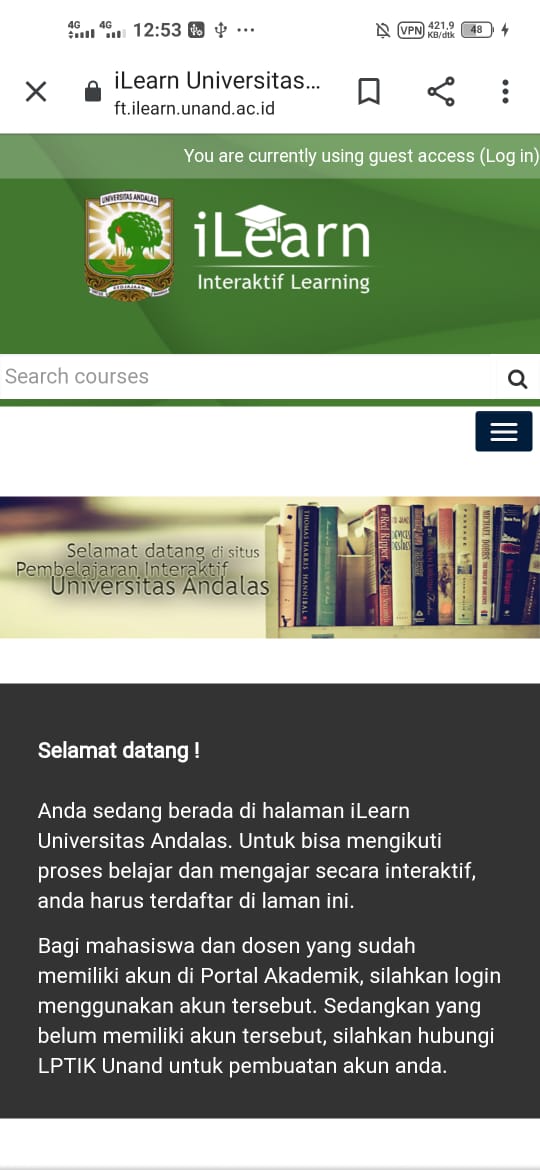 4G 4G 12:53 ··· VPN 421,9 KB/dtk 48
iLearn Universitas...
ft.ilearn.unand.ac.id
You are currently using guest access (Log in)
UNIVERSITAS ANDALAS
iLearn
Interaktif Learning
KEDJAJAAN
Search courses
Selamat datang di situs
Pembelajaran Interaktif
Universitas Andalas
THOMAS HARRIS HANNIBAL
Red Ripper
DEVICES
DESIRES
MICHAEL DOBBS
Selamat datang !
Anda sedang berada di halaman iLearn
Universitas Andalas. Untuk bisa mengikuti
proses belajar dan mengajar secara interaktif,
anda harus terdaftar di laman ini.
Bagi mahasiswa dan dosen yang sudah
memiliki akun di Portal Akademik, silahkan login
menggunakan akun tersebut. Sedangkan yang
belum memiliki akun tersebut, silahkan hubungi
LPTIK Unand untuk pembuatan akun anda.